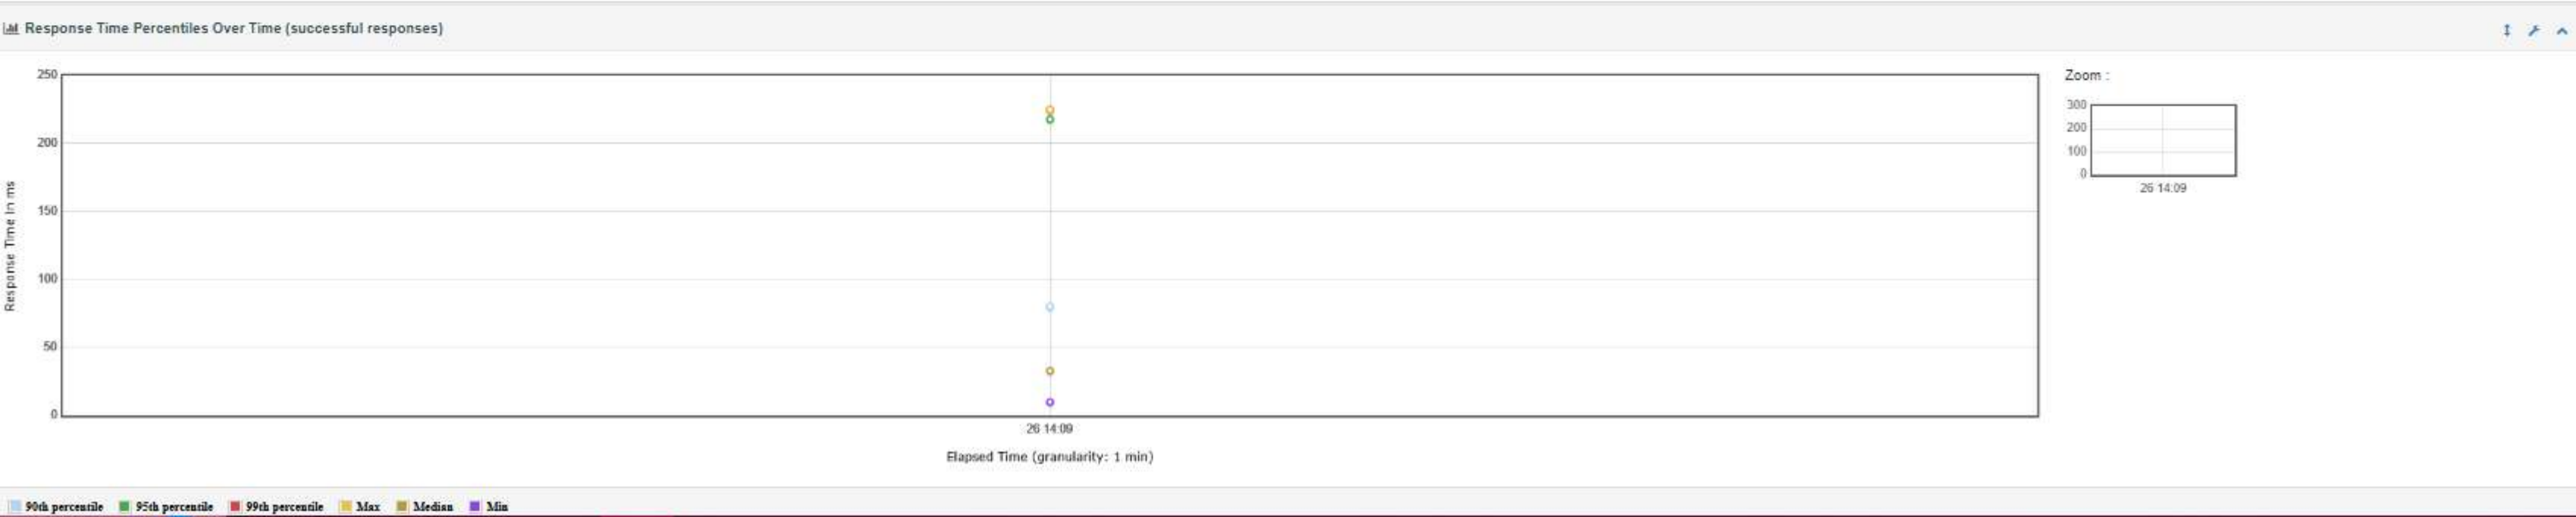 Response Time Percentiles Over Time (successful responses)
Zoom :
250
200
150
100
50
0
Response Time in ms
26 14:09
Elapsed Time (granularity: 1 min)
300
200
100
0
26 14:09
90th percentile 95th percentile 99th percentile Max Median Min